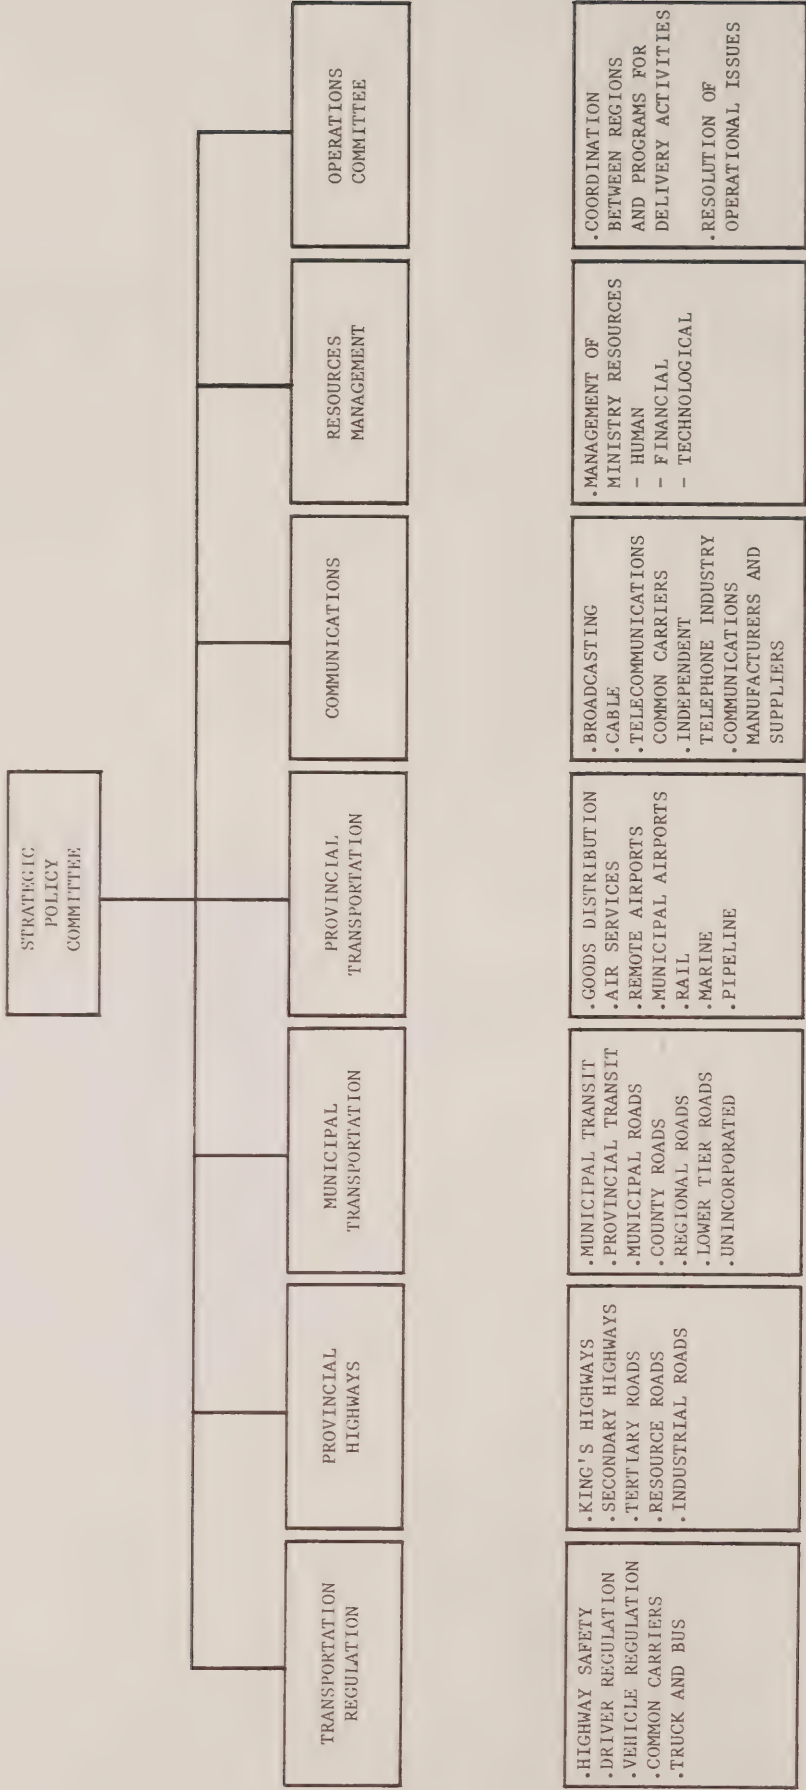 STRATEGIC
POLICY
COMMITTEE
TRANSPORTATION
REGULATION
PROVINCIAL
HIGHWAYS
MUNICIPAL
TRANSPORTATION
PROVINCIAL
TRANSPORTATION
COMMUNICATIONS
RESOURCES
MANAGEMENT
OPERATIONS
COMMITTEE
.HIGHWAY SAFETY
.DRIVER REGULATION
.VEHICLE REGULATION
.COMMON CARRIERS
.TRUCK AND BUS
.KING'S HIGHWAYS
.SECONDARY HIGHWAYS
.TERTIARY ROADS
.RESOURCE ROADS
.INDUSTRIAL ROADS
.MUNICIPAL TRANSIT
.PROVINCIAL TRANSIT
.MUNICIPAL ROADS
.COUNTY ROADS
.REGIONAL ROADS
.LOWER TIER ROADS
.UNINCORPORATED
.GOODS DISTRIBUTION
.AIR SERVICES
.REMOTE AIRPORTS
.MUNICIPAL AIRPORTS
.RAIL
.MARINE
.PIPELINE
.BROADCASTING
.CABLE
.TELECOMMUNICATIONS
COMMON CARRIERS
.INDEPENDENT
TELEPHONE INDUSTRY
.COMMUNICATIONS
MANUFACTURERS AND
SUPPLIERS
.MANAGEMENT OF
MINISTRY RESOURCES
- HUMAN
- FINANCIAL
- TECHNOLOGICAL
.COORDINATION
BETWEEN REGIONS
AND PROGRAMS FOR
DELIVERY ACTIVITIES
.RESOLUTION OF
OPERATIONAL ISSUES